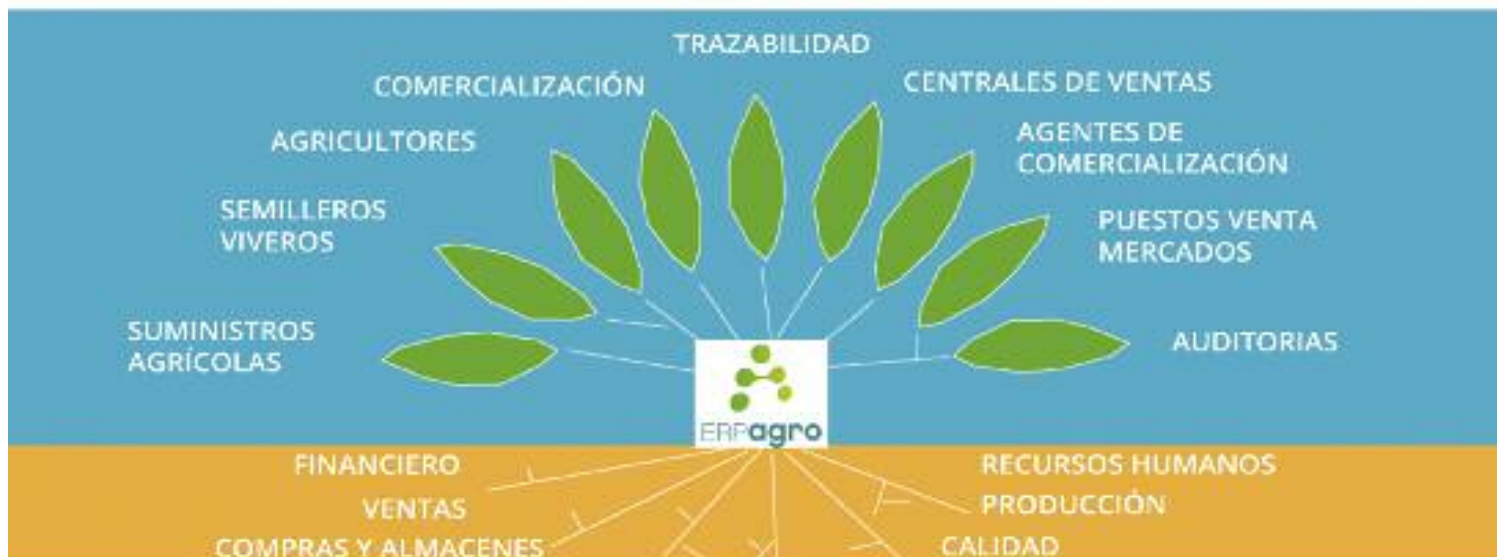 TRAZABILIDAD
COMERCIALIZACIÓN
CENTRALES DE VENTAS
AGRICULTORES
AGENTES DE
COMERCIALIZACIÓN
SEMILLEROS
VIVEROS
PUESTOS VENTA
MERCADOS
SUMINISTROS
AGRÍCOLAS
AUDITORIAS
ERPagro
FINANCIERO
RECURSOS HUMANOS
VENTAS
PRODUCCIÓN
COMPRAS Y ALMACENES
CALIDAD